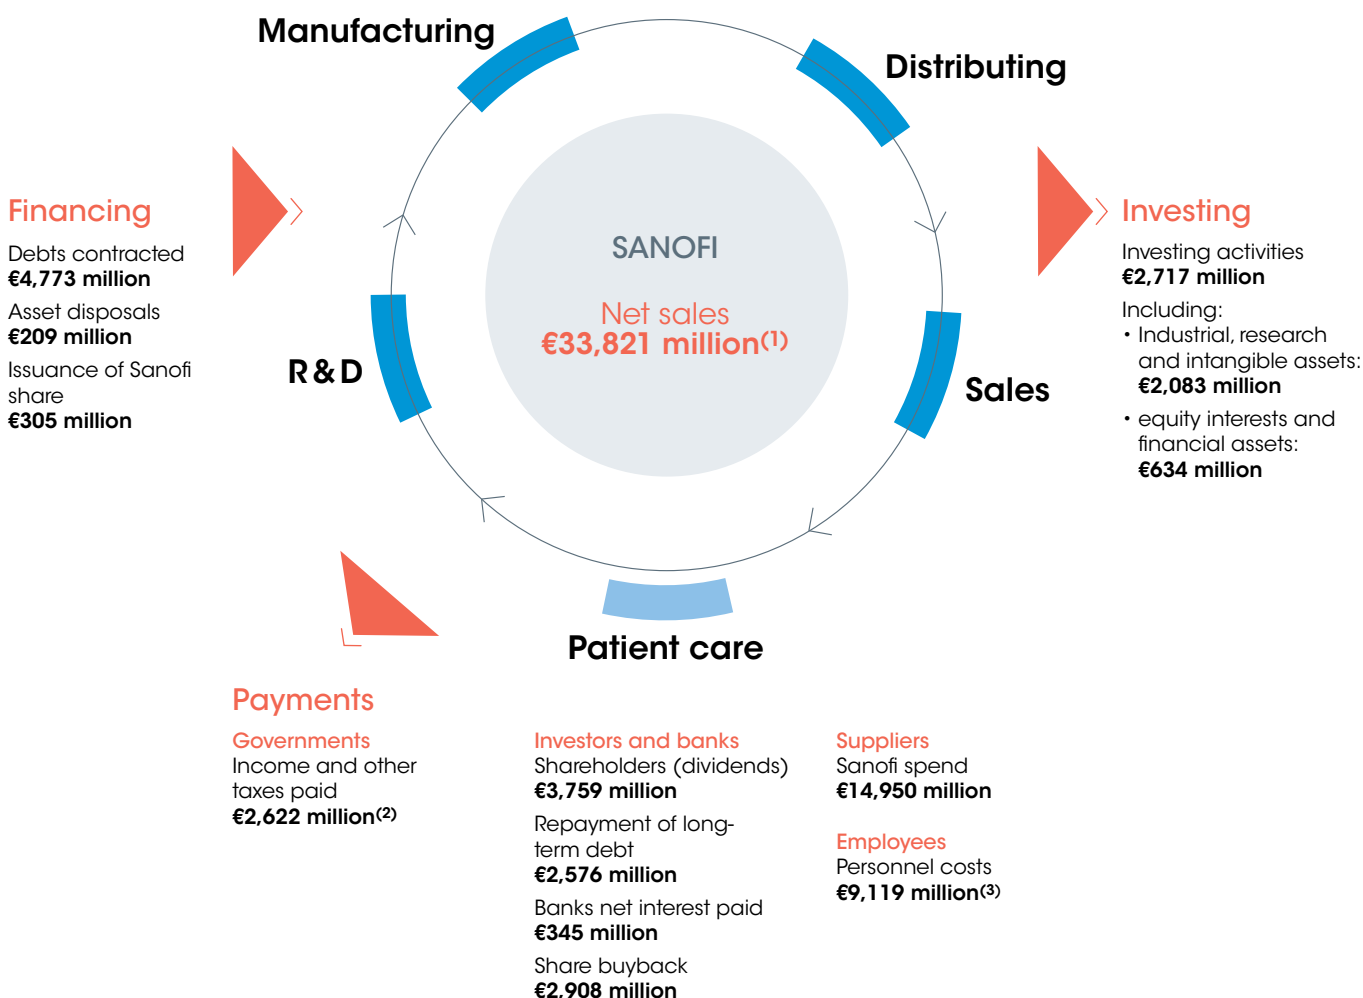 Manufacturing
Distributing
Financing
Debts contracted
€4,773 million
Asset disposals
€209 million
Issuance of Sanofi
share
€305 million
SANOFI
Net sales
€33,821 million(1)
R & D
Sales
Patient care
Investing
Investing activities
€2,717 million
Including:
• Industrial, research
and intangible assets:
€2,083 million
• equity interests and
financial assets:
€634 million
Payments
Governments
Income and other
taxes paid
€2,622 million(2)
Investors and banks
Shareholders (dividends)
€3,759 million
Repayment of long-
term debt
€2,576 million
Banks net interest paid
€345 million
Share buyback
€2,908 million
Suppliers
Sanofi spend
€14,950 million
Employees
Personnel costs
€9,119 million(3)